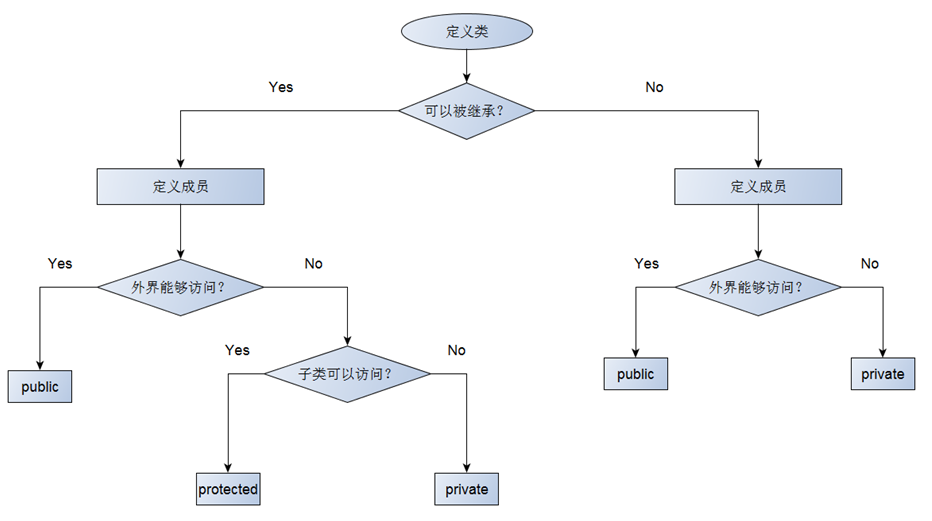 定义类
Yes
No
可以被继承?
定义成员
定义成员
Yes
No
Yes
No
外界能够访问?
外界能够访问?
Yes
No
子类可以访问?
public
public
private
protected
private